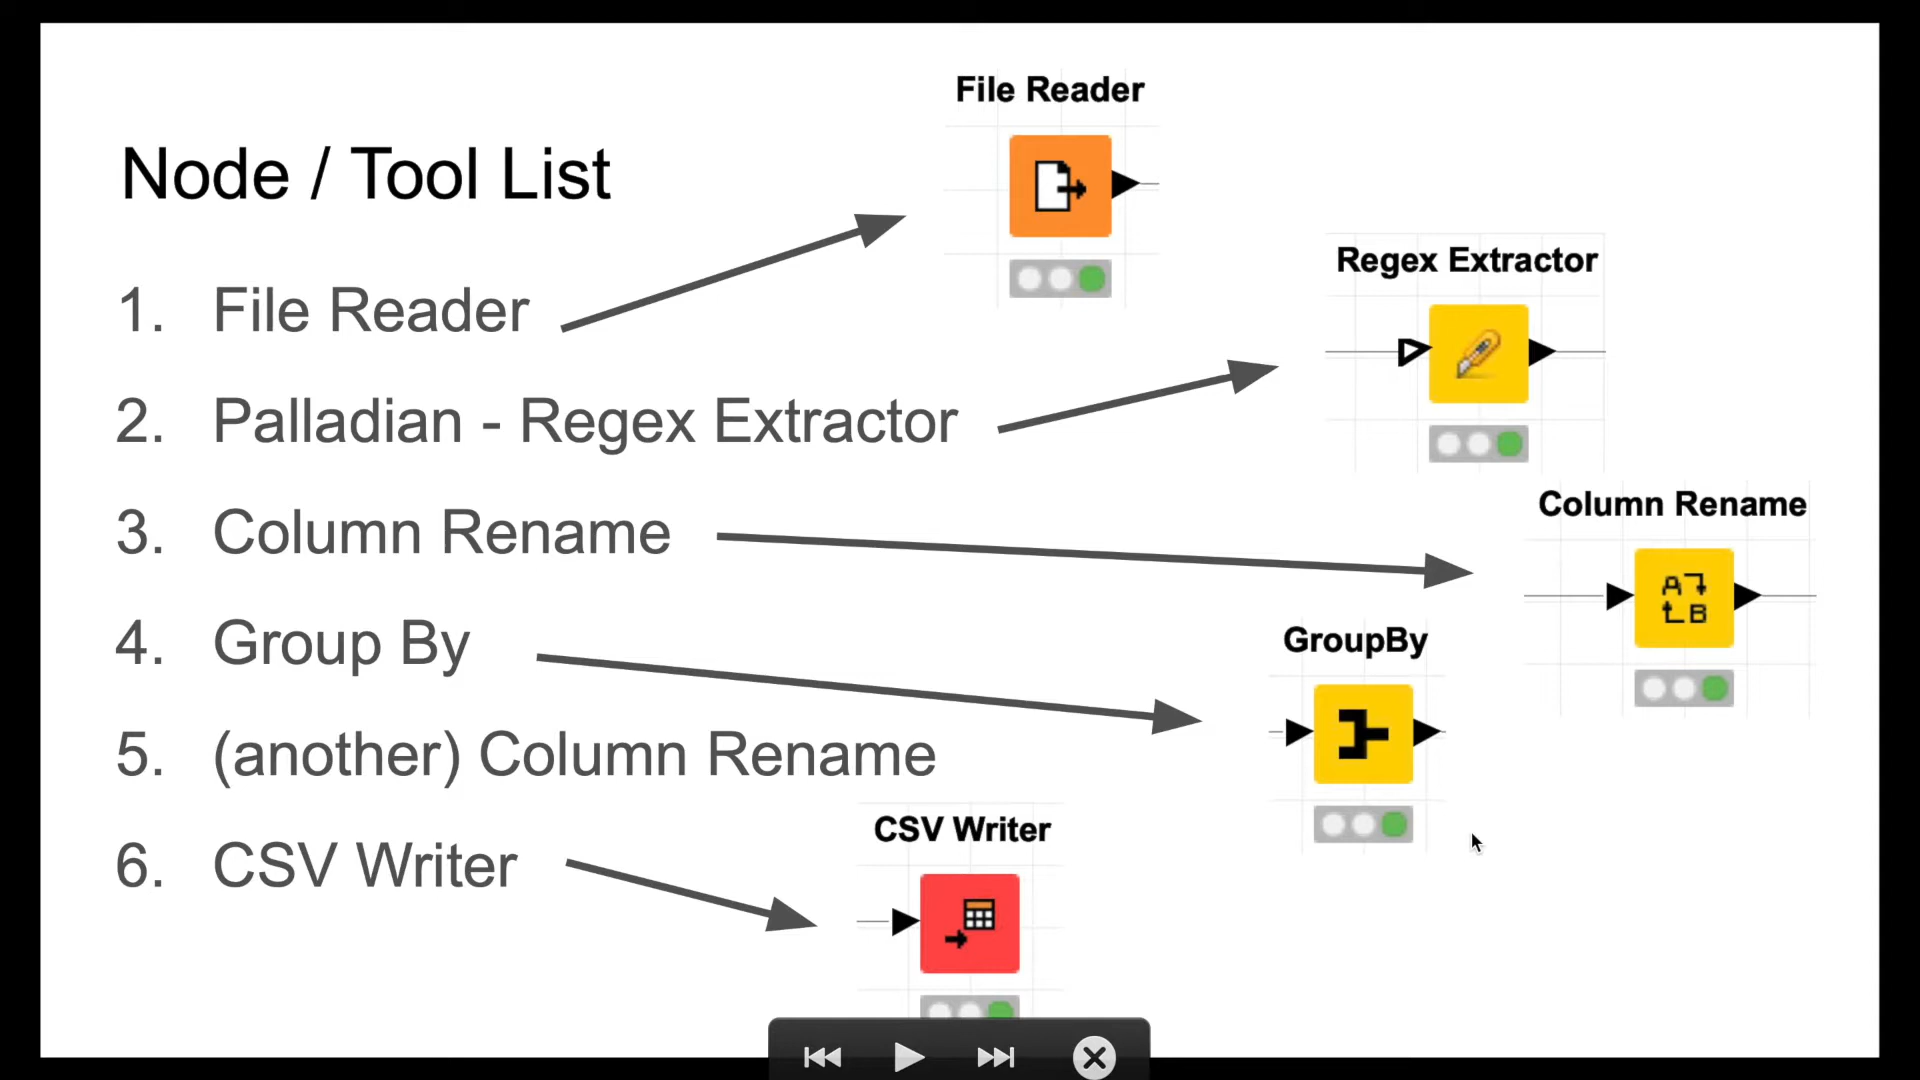 Node / Tool List
1. File Reader
2. Palladian - Regex Extractor
3. Column Rename
4. Group By
5. (another) Column Rename
6. CSV Writer
File Reader
Regex Extractor
Column Rename
A
B
GroupBy
CSV Writer